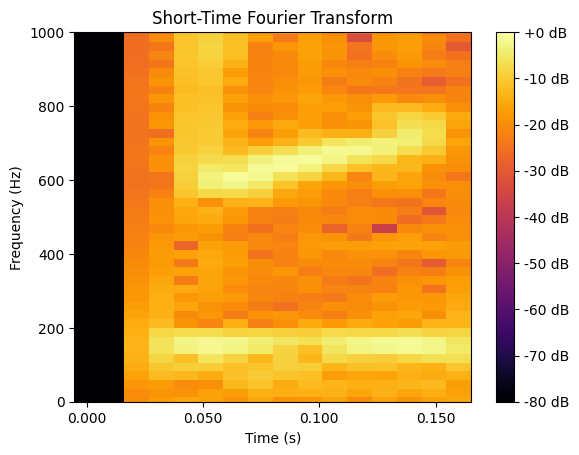 Short-Time Fourier Transform
1000
800
600
400
200
0
Frequency (Hz)
0.000
0.050
0.100
0.150
Time (s)
+0 dB
-10 dB
-20 dB
-30 dB
-40 dB
-50 dB
-60 dB
-70 dB
-80 dB